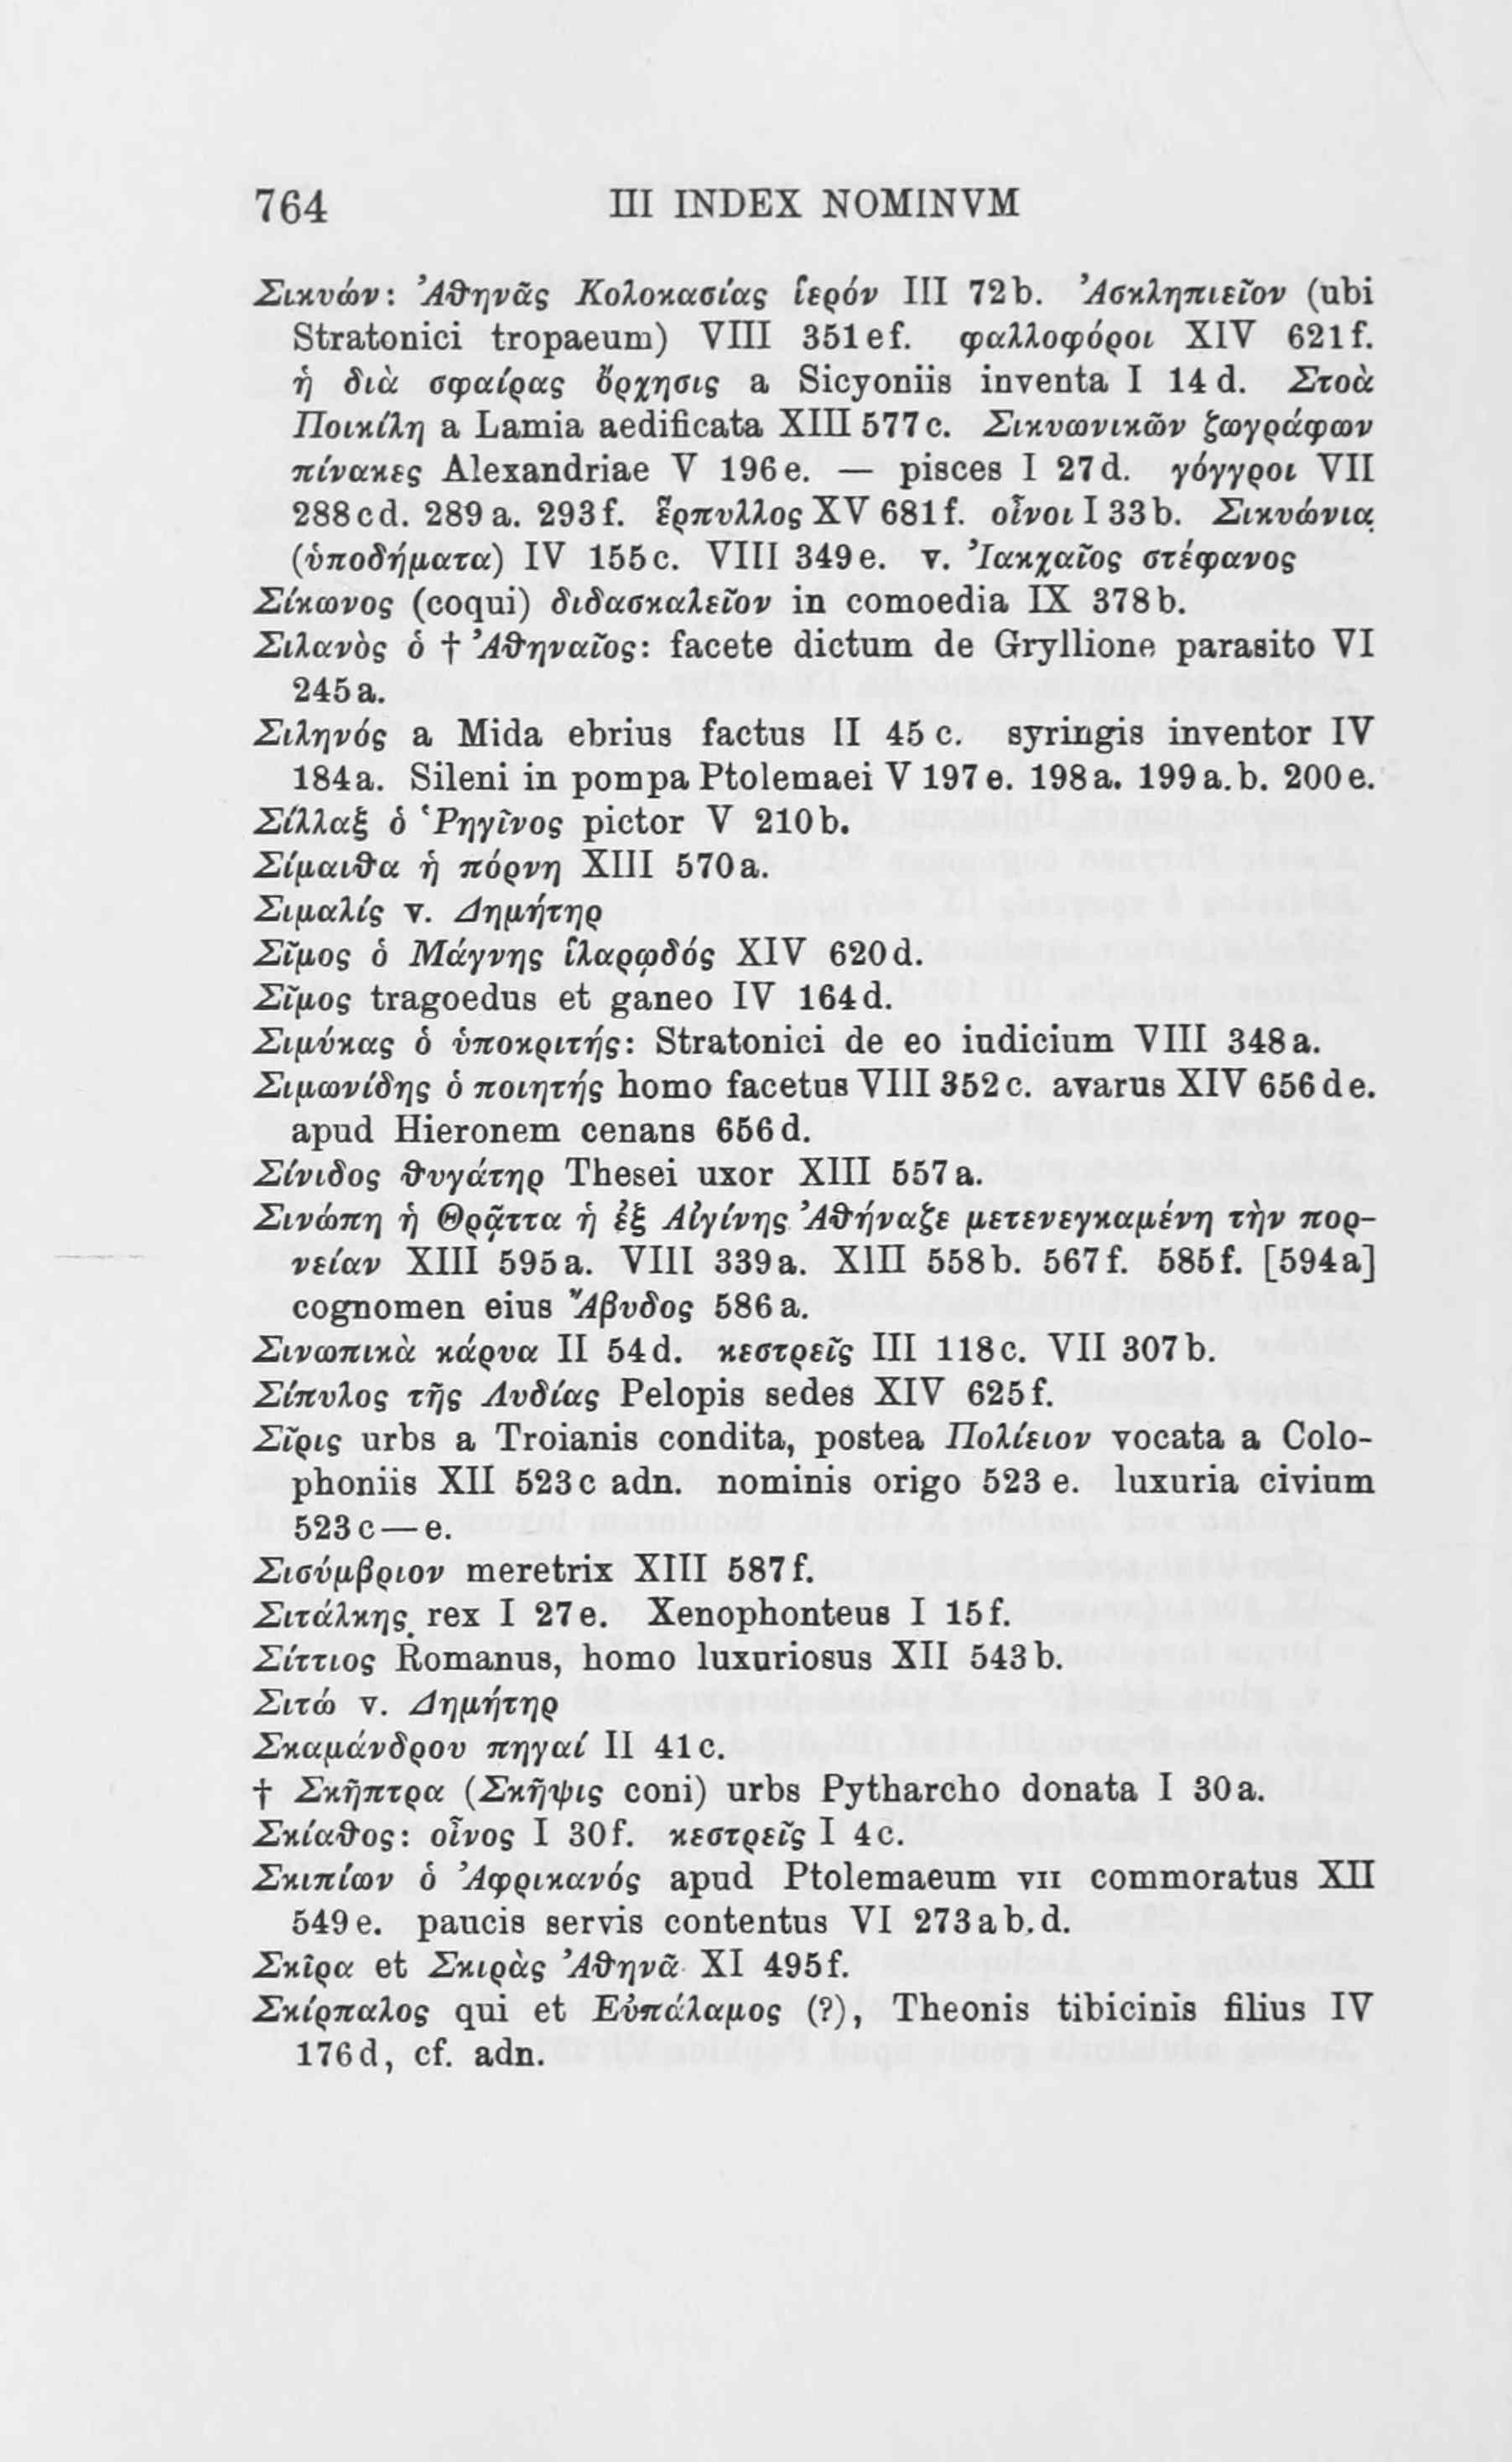 764 III INDEX NOMINVM
Σικυών: Ἀθηνᾶς Κολοκασίας ἱερόν III 72b. Ἀσκληπιεῖον (ubi
Stratonici tropaeum) VIII 351ef. φαλλοφόροι XIV 621f.
ἡ διὰ σφαίρας ὄρχησις a Sicyoniis inventa I 14d. Στοὰ
Ποικίλη a Lamia aedificata XIII 577c. Σικυωνικῶν ζωγράφων
πίνακες Alexandriae V 196e. — pisces I 27d. γόγγροι VII
288cd. 289a. 293f. ἕρπυλλος XV 681f. οἶνοι I 33b. Σικυώνια
(ὑποδήματα) IV 155c. VIII 349e. v. Ἰακχαῖος στέφανος
Σίκωνος (coqui) διδασκαλεῖον in comoedia IX 378b.
Σιλανὸς ὁ † Ἀθηναῖος: facete dictum de Gryllione parasito VI
245a.
Σιληνός a Mida ebrius factus II 45c. syringis inventor IV
184a. Sileni in pompa Ptolemaei V 197e. 198a. 199a.b. 200e.
Σίλλαξ ὁ Ῥηγῖνος pictor V 210b.
Σίμαιθα ἡ πόρνη XIII 570a.
Σιμαλίς v. Δημήτηρ
Σῖμος ὁ Μάγνης ἱλαρῳδός XIV 620d.
Σῖμος tragoedus et ganeo IV 164d.
Σιμύκας ὁ ὑποκριτής: Stratonici de eo iudicium VIII 348a.
Σιμωνίδης ὁ ποιητής homo facetus VIII 352c. avarus XIV 656de.
apud Hieronem cenans 656d.
Σίνιδος θυγάτηρ Thesei uxor XIII 557a.
Σινώπη ἡ Θρᾷττα ἡ ἐξ Αἰγίνης Ἀθήναζε μετενεγκαμένη τὴν πορ-
νείαν XIII 595a. VIII 339a. XIII 558b. 567f. 585f. [594a]
cognomen eius Ἄβυδος 586a.
Σινωπικὰ κάρυα II 54d. κεστρεῖς III 118c. VII 307b.
Σίπυλος τῆς Λυδίας Pelopis sedes XIV 625f.
Σῖρις urbs a Troianis condita, postea Πολίειον vocata a Colo-
phoniis XII 523c adn. nominis origo 523e. luxuria civium
523c—e.
Σισύμβριον meretrix XIII 587f.
Σιτάλκης rex I 27e. Xenophonteus I 15f.
Σίττιος Romanus, homo luxuriosus XII 543b.
Σιτώ v. Δημήτηρ
Σκαμάνδρου πηγαί II 41c.
† Σκῆπτρα (Σκῆψις coni) urbs Pytharcho donata I 30a.
Σκίαθος: οἶνος I 30f. κεστρεῖς I 4c.
Σκιπίων ὁ Ἀφρικανός apud Ptolemaeum VII commoratus XII
549e. paucis servis contentus VI 273ab.d.
Σκῖρα et Σκιρὰς Ἀθηνᾶ XI 495f.
Σκίρπαλος qui et Εὐπάλαμος (?), Theonis tibicinis filius IV
176d, cf. adn.